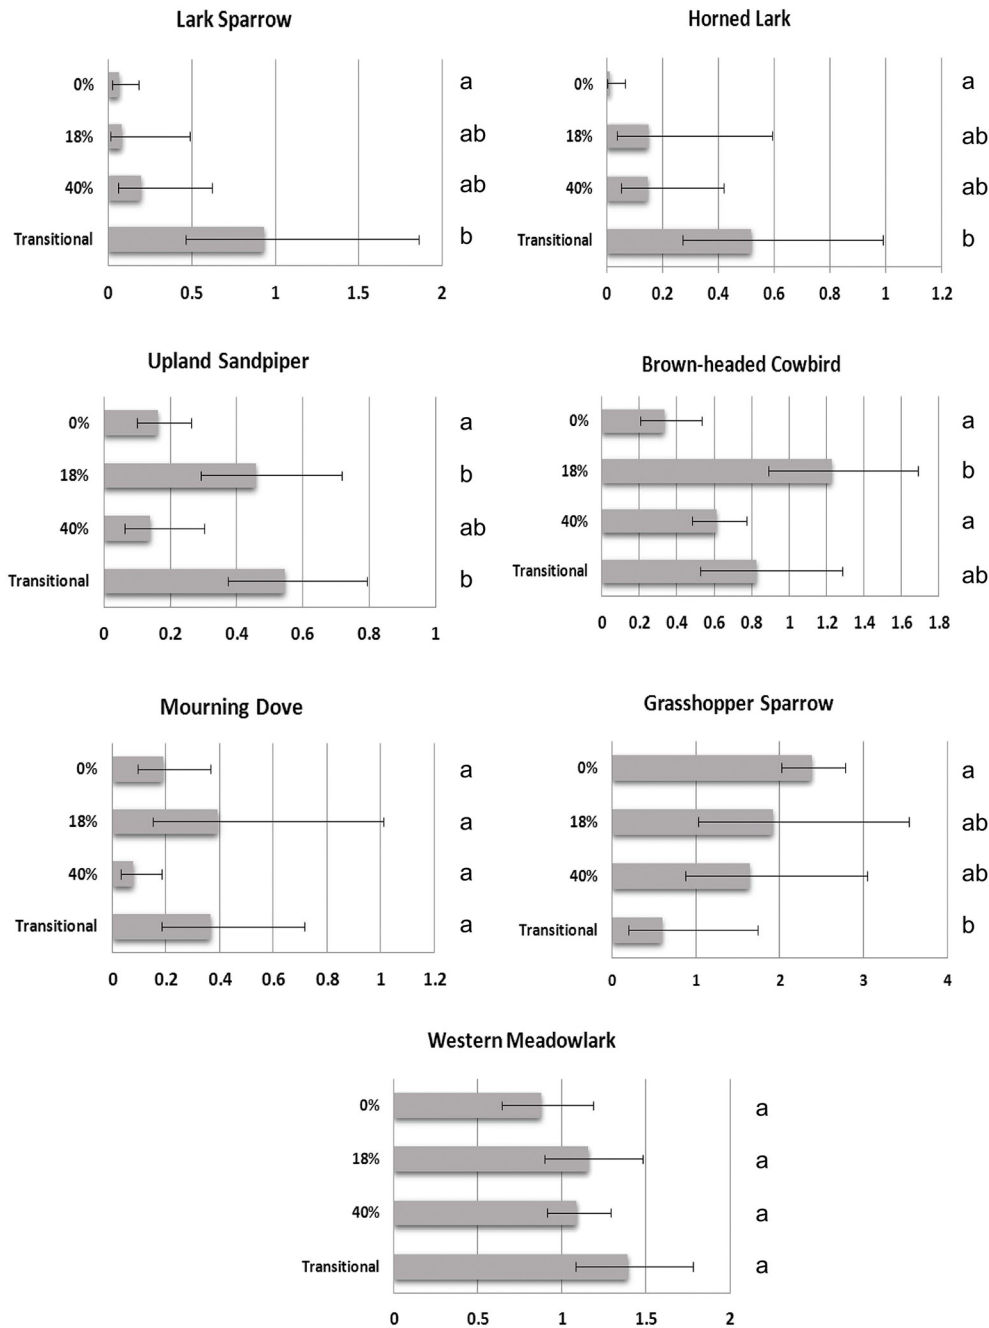 Lark Sparrow
0% a
18% ab
40% ab
Transitional b
0 0.5 1 1.5 2
Horned Lark
0% a
18% ab
40% ab
Transitional b
0 0.2 0.4 0.6 0.8 1 1.2
Upland Sandpiper
0% a
18% b
40% ab
Transitional b
0 0.2 0.4 0.6 0.8 1
Brown-headed Cowbird
0% a
18% b
40% a
Transitional ab
0 0.2 0.4 0.6 0.8 1 1.2 1.4 1.6 1.8
Mourning Dove
0% a
18% a
40% a
Transitional a
0 0.2 0.4 0.6 0.8 1 1.2
Grasshopper Sparrow
0% a
18% ab
40% ab
Transitional b
0 1 2 3 4
Western Meadowlark
0% a
18% a
40% a
Transitional a
0 0.5 1 1.5 2